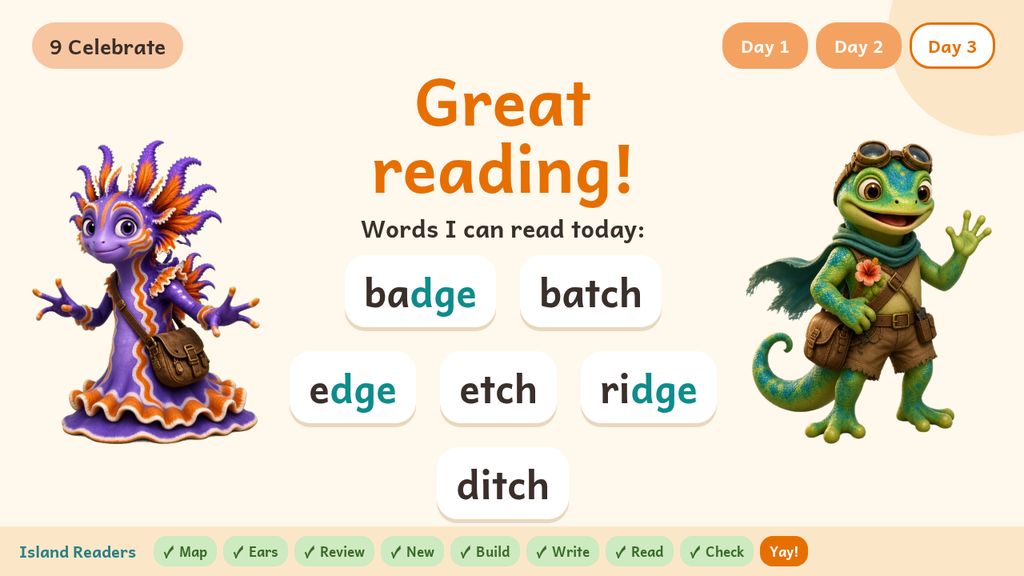 9 Celebrate
Day 1 Day 2 Day 3
Great
reading!
Words I can read today:
badge batch
edge etch ridge
ditch
Island Readers ✓ Map ✓ Ears ✓ Review ✓ New ✓ Build ✓ Write ✓ Read ✓ Check Yay!